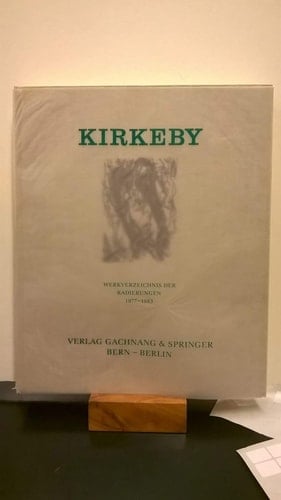 KIRKEBY
WERKVERZEICHNIS DER
RADIERUNGEN
1977–1983
VERLAG GACHNANG & SPRINGER
BERN – BERLIN